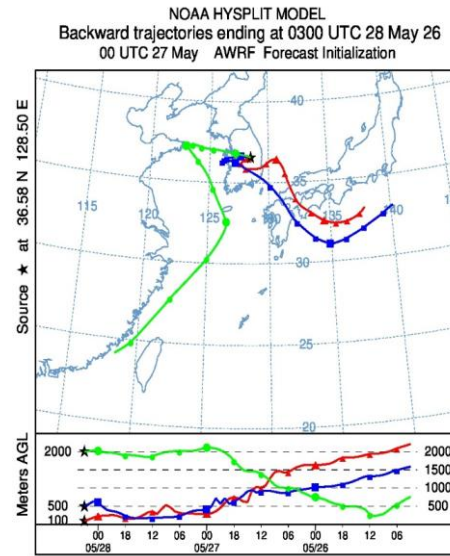 NOAA HYSPLIT MODEL
Backward trajectories ending at 0300 UTC 28 May 26
00 UTC 27 May AWRF Forecast Initialization
Source ★ at 36.58 N 128.50 E
40
35
115
120
125
130
135
140
30
25
20
Meters AGL
2000
500
100
2000
1500
1000
500
00 18 12 06 00 18 12 06 00 18 12 06
05/28 05/27 05/26